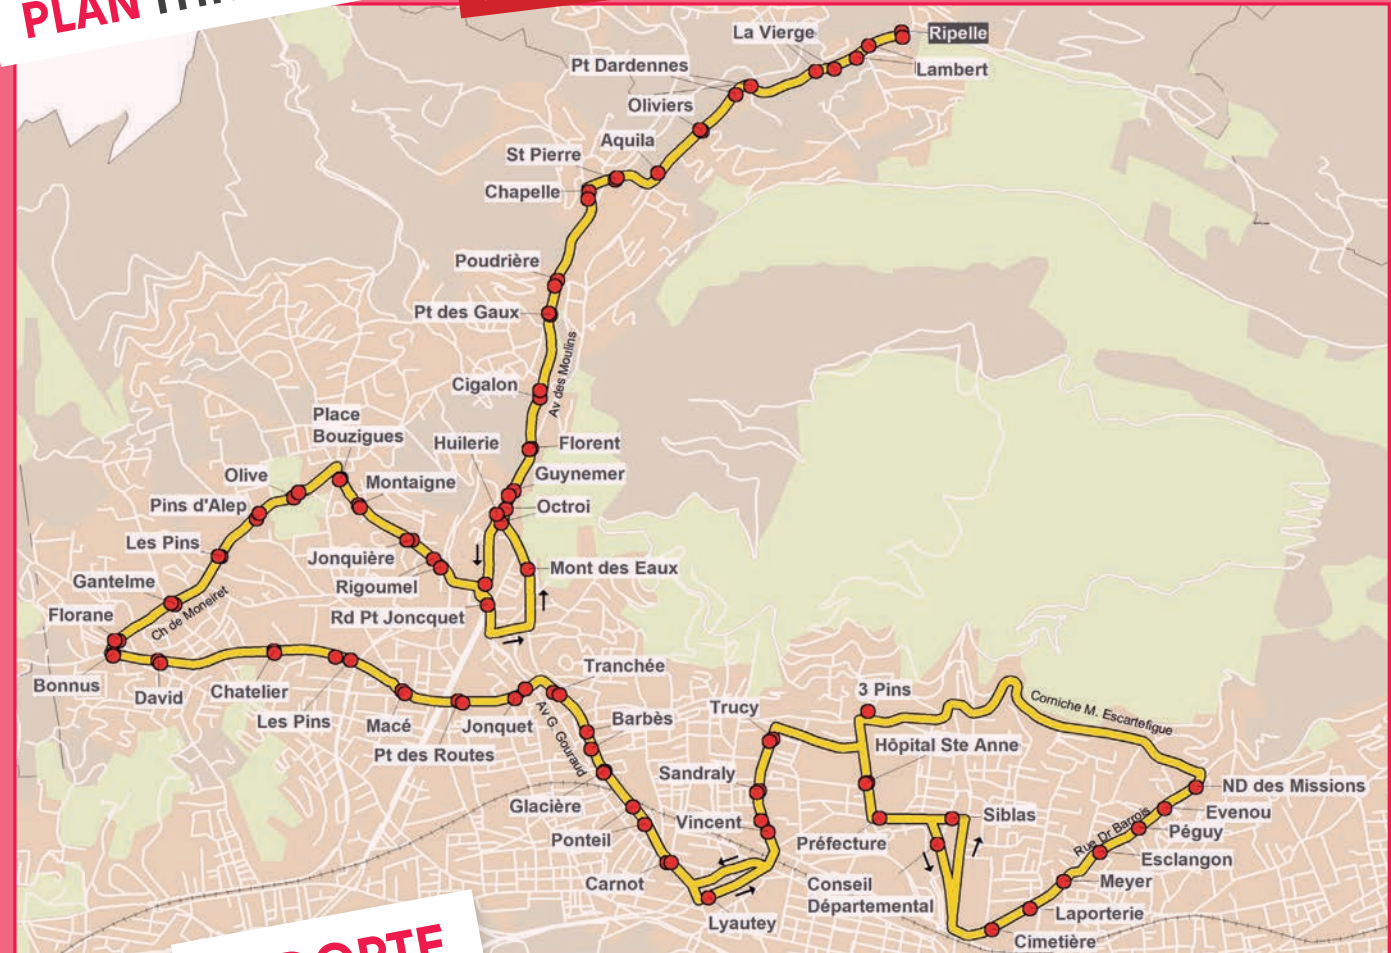 PLAN
La Vierge
Ripelle
Pt Dardennes
Lambert
Oliviers
Aquila
St Pierre
Chapelle
Poudrière
Pt des Gaux
Av des Moulins
Cigalon
Place
Bouzigues
Huilerie
Florent
Olive
Montaigne
Guynemer
Pins d'Alep
Octroi
Les Pins
Jonquière
Mont des Eaux
Gantelme
Rigoumel
Ch de Moneiret
Florane
Rd Pt Joncquet
Bonnus
David
Chatelier
Les Pins
Macé
Jonquet
Pt des Routes
Av G. Gouraud
Tranchée
Barbès
Trucy
3 Pins
Corniche M. Escartefigue
Hôpital Ste Anne
Sandraly
ND des Missions
Glacière
Evenou
Vincent
Siblas
Rue Dr Barrois
Péguy
Ponteil
Préfecture
Esclangon
Carnot
Conseil
Départemental
Meyer
Lyautey
Laporterie
Cimetière